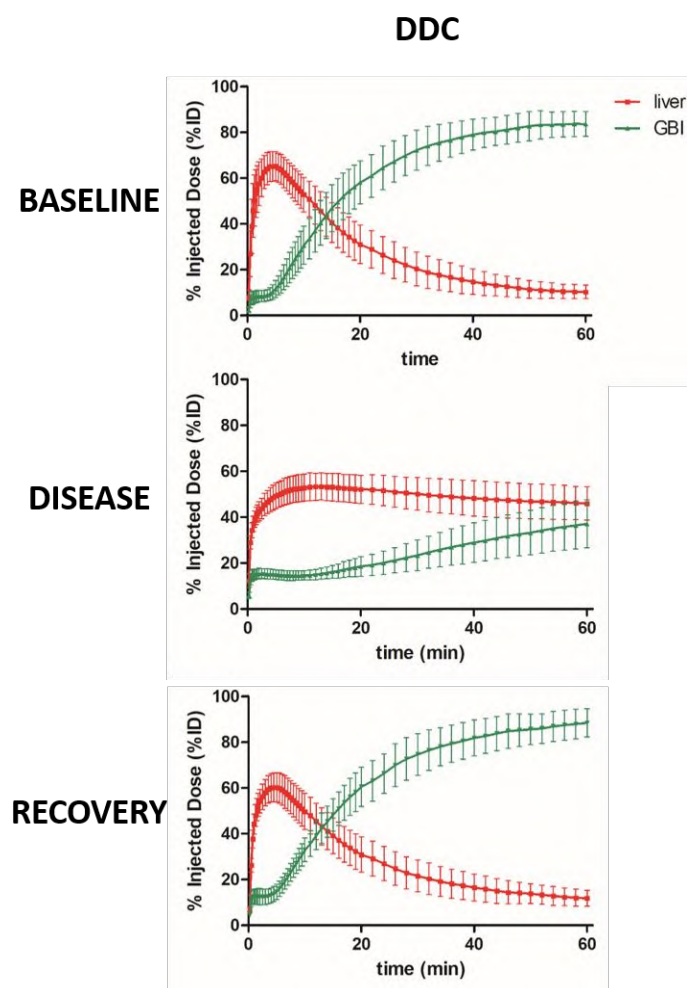 DDC
BASELINE
% Injected Dose (%ID)
100
80
60
40
20
0
0 20 40 60
time
liver
GBI
DISEASE
% Injected Dose (%ID)
100
80
60
40
20
0
0 20 40 60
time (min)
RECOVERY
% Injected Dose (%ID)
100
80
60
40
20
0
0 20 40 60
time (min)